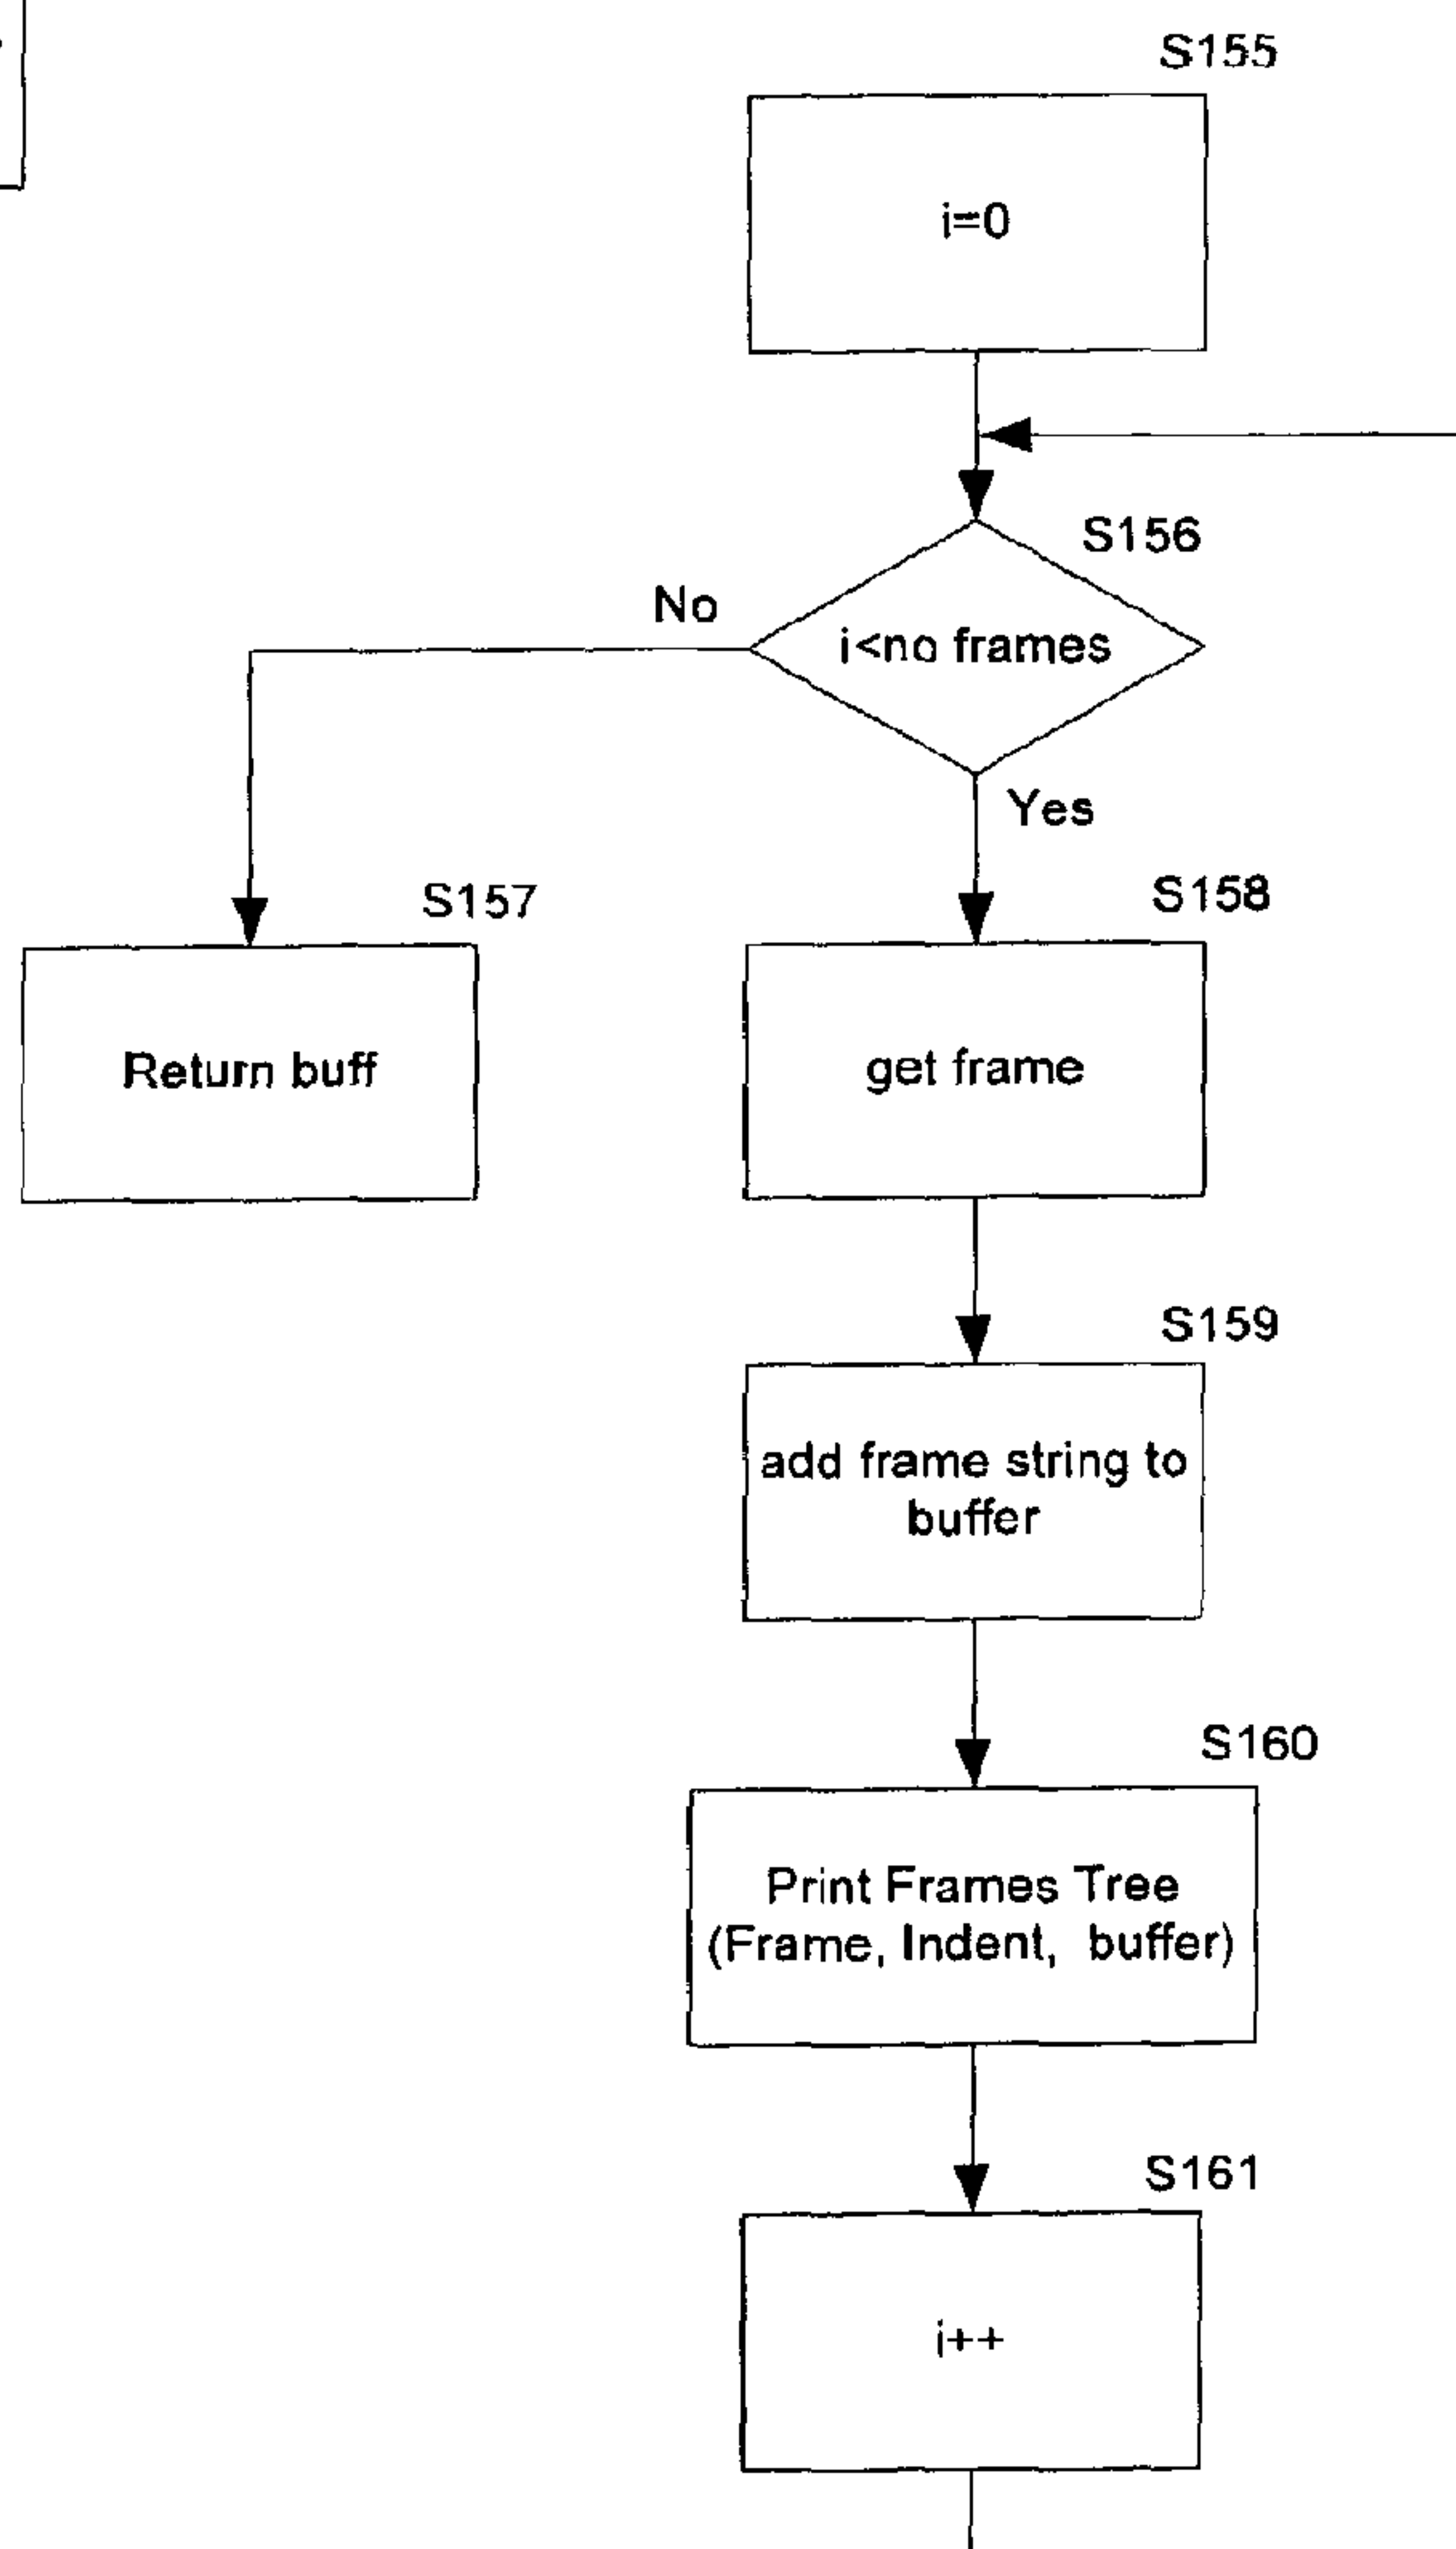 S155
i=0
S156
No
i<no frames
Yes
S157
S158
Return buff
get frame
S159
add frame string to
buffer
S160
Print Frames Tree
(Frame, Indent, buffer)
S161
i++